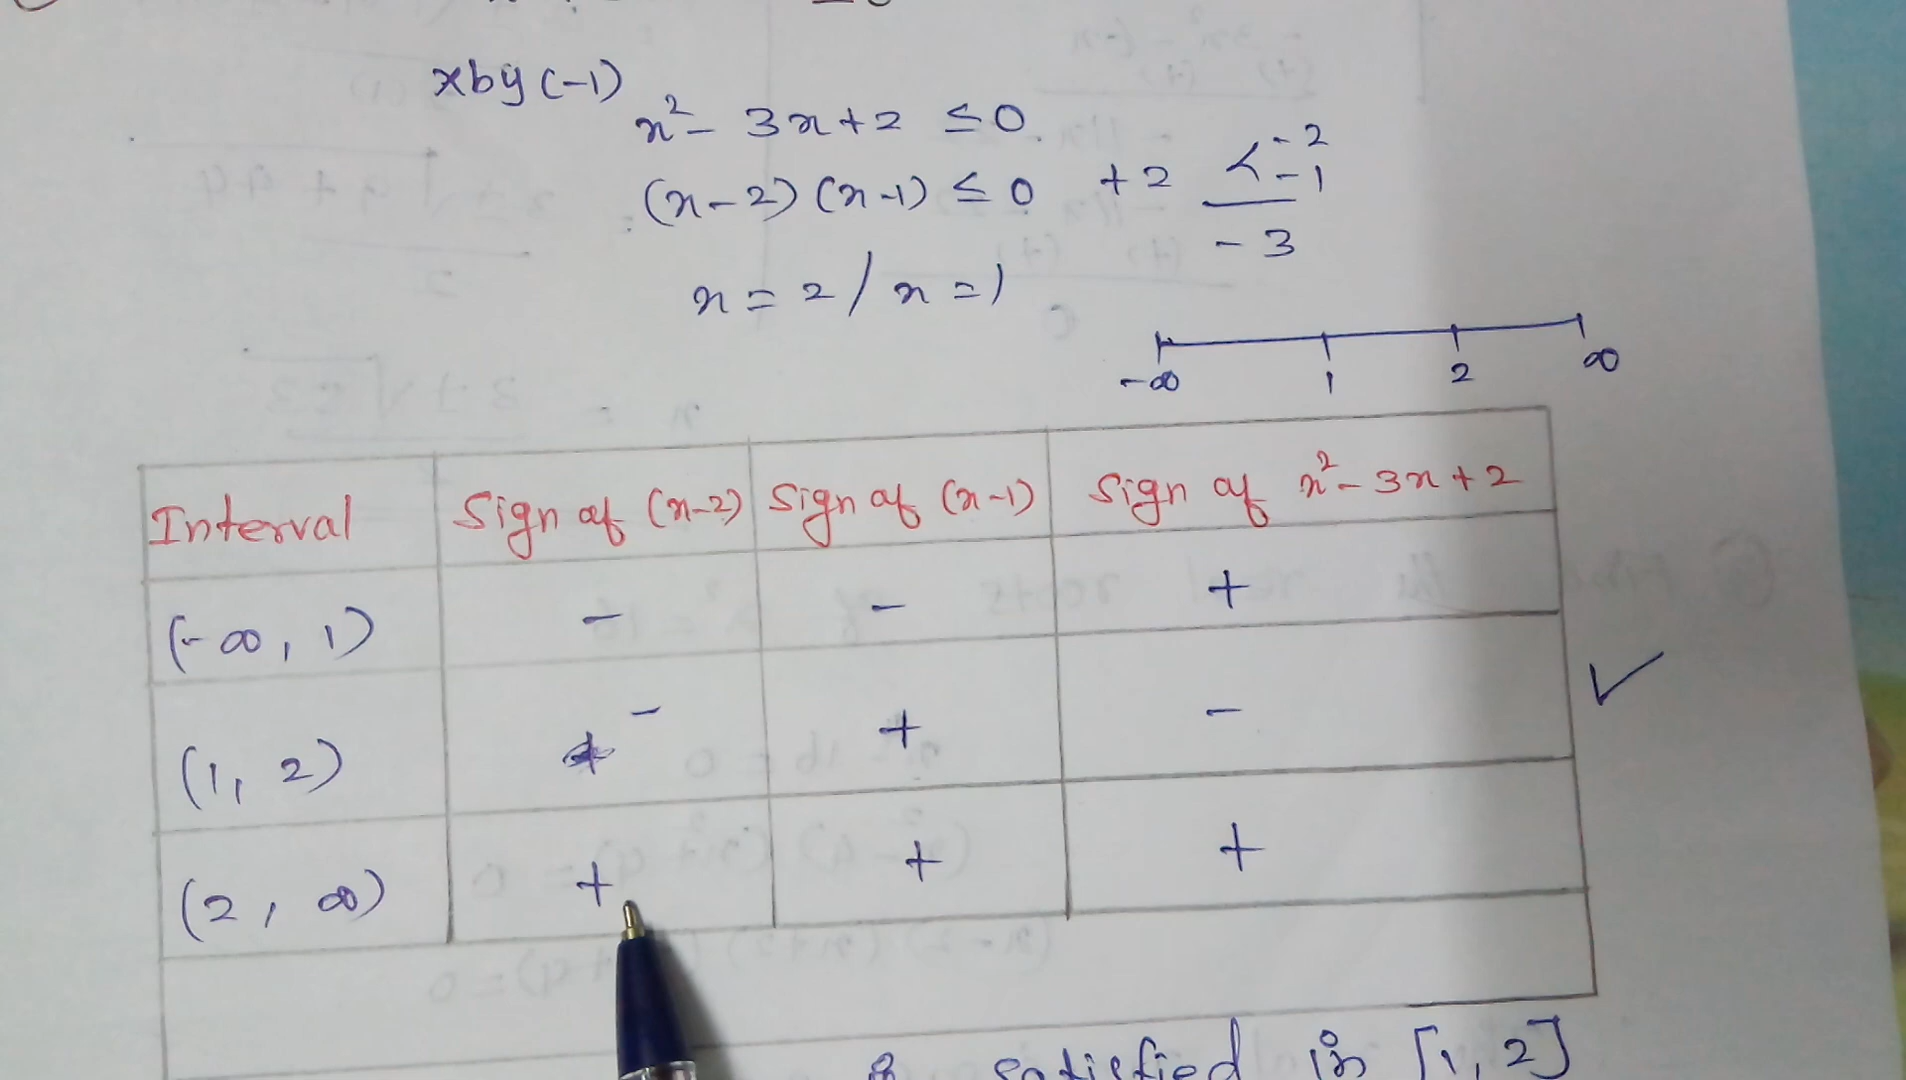 x by (-1)
x² - 3x + 2 ≤ 0
(x-2) (x-1) ≤ 0 +2 < -2 -1
-3
x = 2 / x = 1
-∞ 1 2 ∞
Interval Sign of (x-2) Sign of (x-1) Sign of x² - 3x + 2
(-∞, 1) - - +
(1, 2) - + - ✓
(2, ∞) + + +
satisfied in [1, 2]